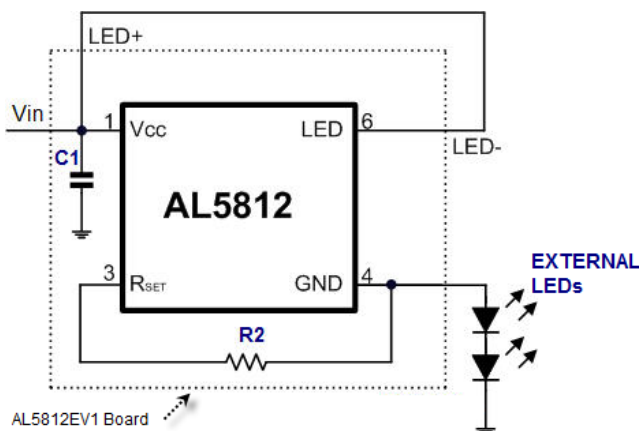 LED+
Vin
1 Vcc
LED 6
LED-
C1
AL5812
3 RSET
GND 4
EXTERNAL
LEDs
R2
AL5812EV1 Board